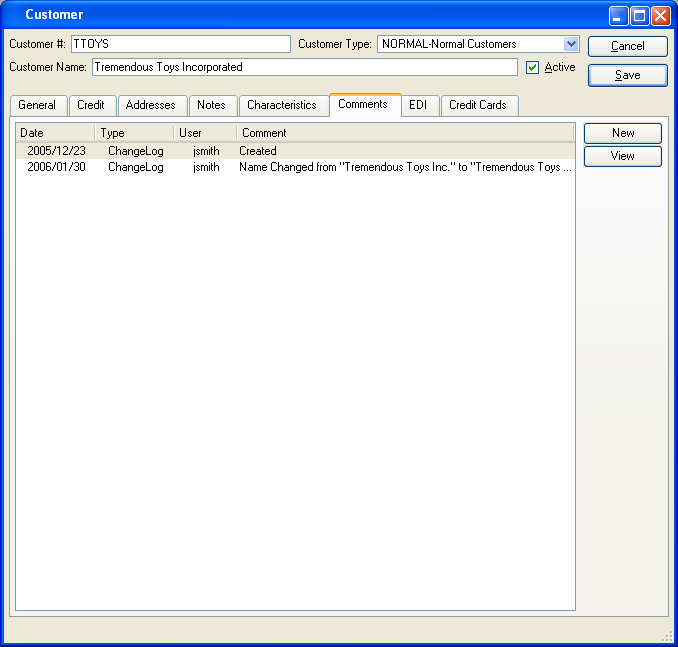 Customer
Customer #: TTOYS Customer Type: NORMAL-Normal Customers Cancel
Customer Name: Tremendous Toys Incorporated Active Save
General Credit Addresses Notes Characteristics Comments EDI Credit Cards
Date Type User Comment New
2005/12/23 ChangeLog jsmith Created View
2006/01/30 ChangeLog jsmith Name Changed from "Tremendous Toys Inc." to "Tremendous Toys ...